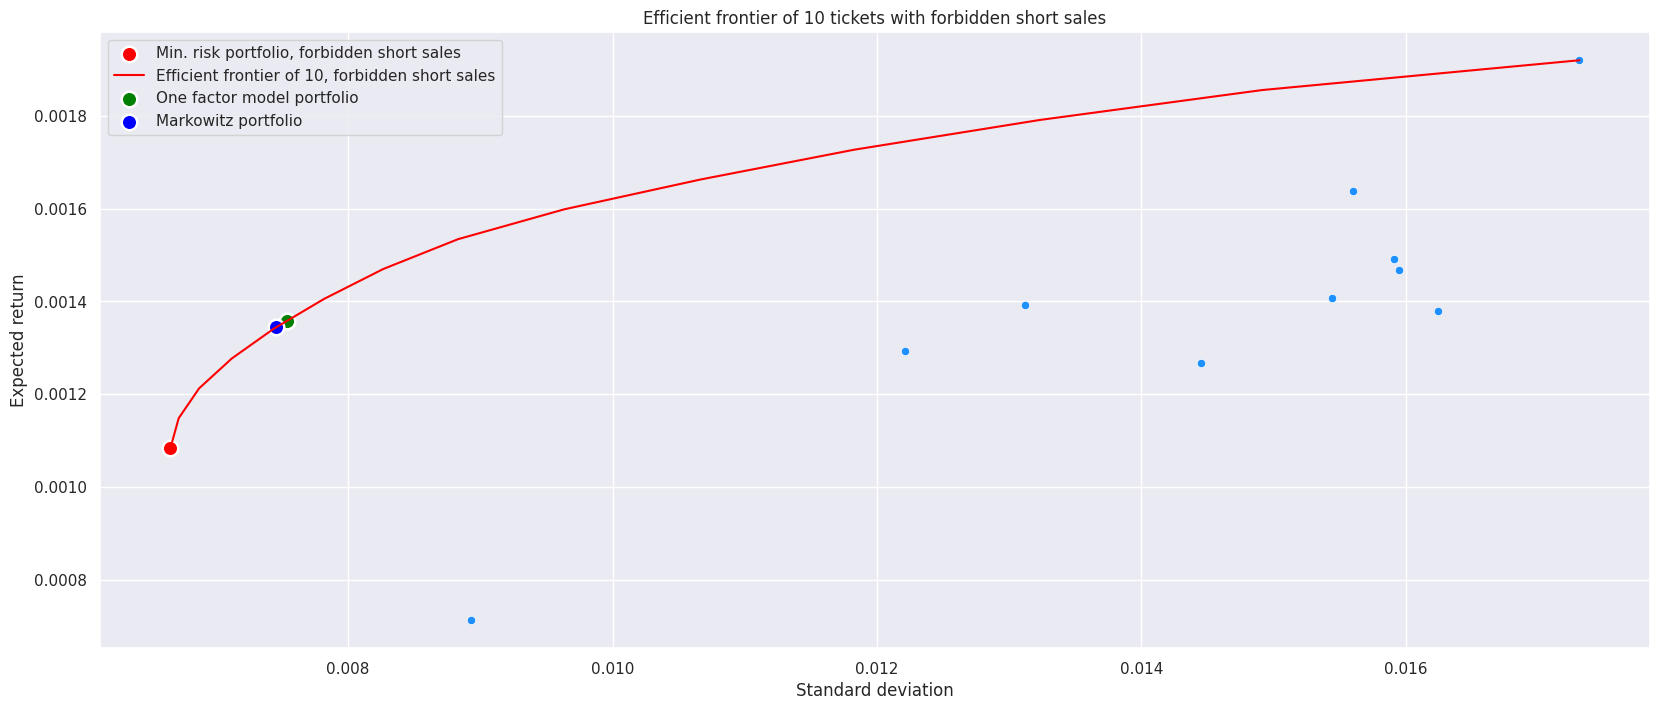 Efficient frontier of 10 tickets with forbidden short sales
Min. risk portfolio, forbidden short sales
Efficient frontier of 10, forbidden short sales
One factor model portfolio
Markowitz portfolio
Expected return
0.0018
0.0016
0.0014
0.0012
0.0010
0.0008
0.008
0.010
0.012
0.014
0.016
Standard deviation